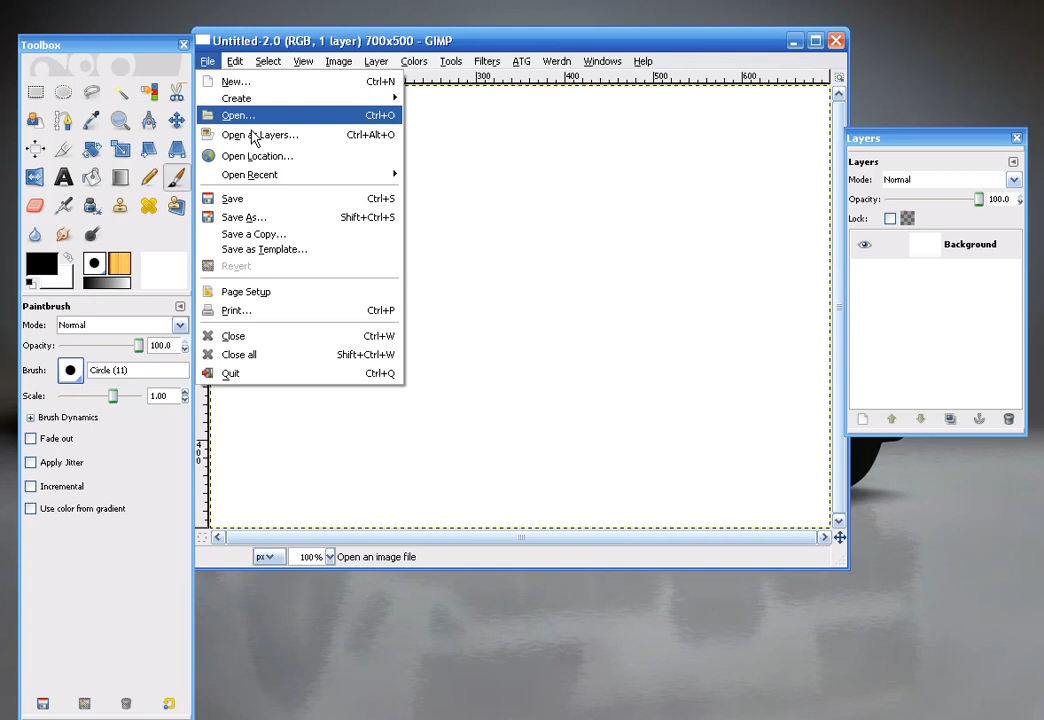 Toolbox
Untitled-2.0 (RGB, 1 layer) 700x500 - GIMP
File Edit Select View Image Layer Colors Tools Filters ATG Werdn Windows Help
300 400 500 600
New... Ctrl+N
Create
Open... Ctrl+O
Open as Layers... Ctrl+Alt+O
Open Location...
Open Recent
Save Ctrl+S
Save As... Shift+Ctrl+S
Save a Copy...
Save as Template...
Revert
Page Setup
Print... Ctrl+P
Close Ctrl+W
Close all Shift+Ctrl+W
Quit Ctrl+Q
Paintbrush
Mode: Normal
Opacity: 100.0
Brush: Circle (11)
Scale: 1.00
Brush Dynamics
Fade out
Apply Jitter
Incremental
Use color from gradient
400
px 100% Open an image file
Layers
Layers
Mode: Normal
Opacity: 100.0
Lock:
Background